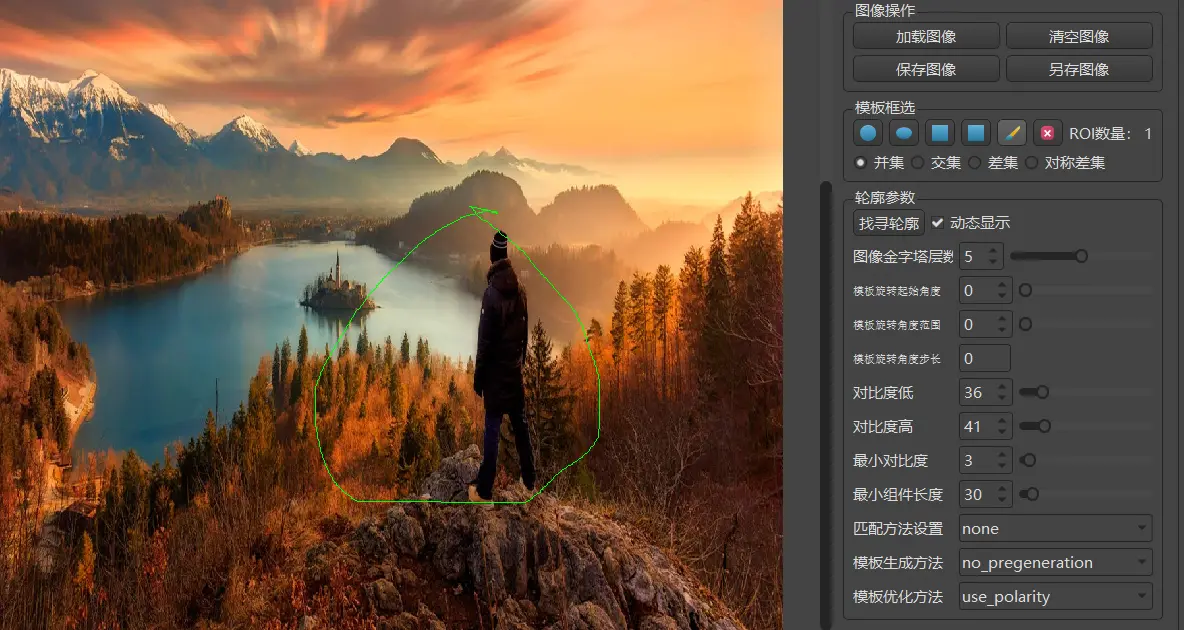 图像操作
加载图像 清空图像
保存图像 另存图像
模板框选
ROI数量： 1
并集 交集 差集 对称差集
轮廓参数
找寻轮廓 动态显示
图像金字塔层数 5
模板旋转起始角度 0
模板旋转角度范围 0
模板旋转角度步长 0
对比度低 36
对比度高 41
最小对比度 3
最小组件长度 30
匹配方法设置 none
模板生成方法 no_pregeneration
模板优化方法 use_polarity